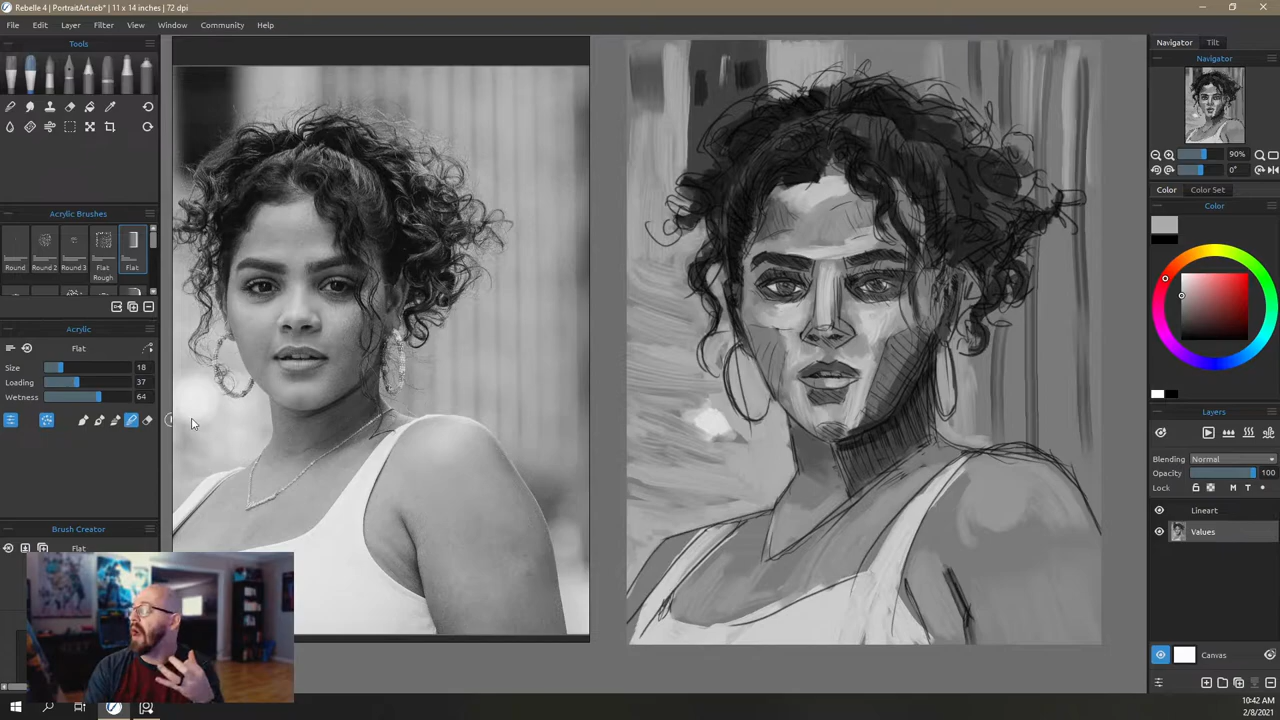 Rebelle 4 | PortraitArt.reb* | 11 x 14 inches | 72 dpi
File Edit Layer Filter View Window Community Help
Tools
Acrylic Brushes
Round Round 2 Round 3 Flat Rough Flat
Acrylic
Flat
Size 18
Loading 37
Wetness 64
Brush Creator
Flat
Navigator Tilt
Navigator
90%
0°
Color Color Set
Color
Layers
Blending Normal
Opacity 100
Lock M T
Lineart
Values
Canvas
10:42 AM
2/8/2021